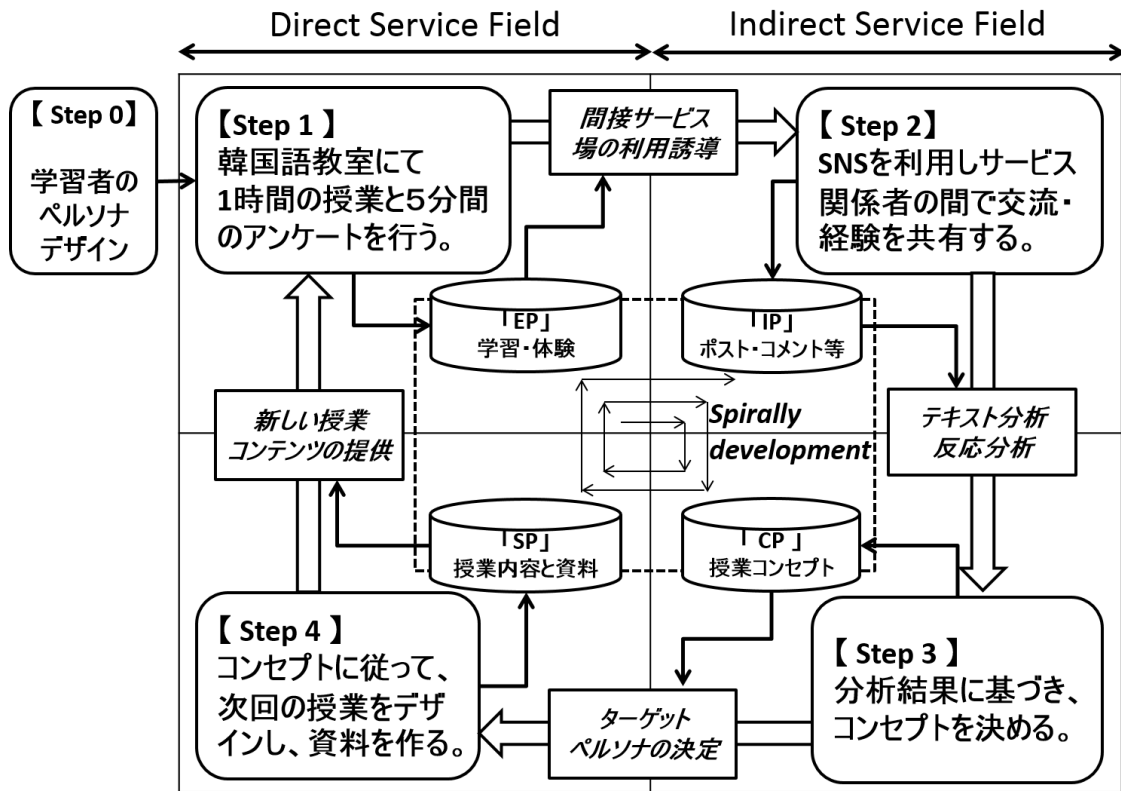 Direct Service Field
Indirect Service Field
【 Step 0】
学習者の
ペルソナ
デザイン
【Step 1 】
韓国語教室にて
1時間の授業と５分間
のアンケートを行う。
間接サービス
場の利用誘導
【 Step 2】
SNSを利用しサービス
関係者の間で交流・
経験を共有する。
「EP」
学習・体験
「IP」
ポスト・コメント等
新しい授業
コンテンツの提供
Spirally
development
テキスト分析
反応分析
「SP」
授業内容と資料
「CP」
授業コンセプト
【 Step 4 】
コンセプトに従って、
次回の授業をデザ
インし、資料を作る。
ターゲット
ペルソナの決定
【 Step 3 】
分析結果に基づき、
コンセプトを決める。